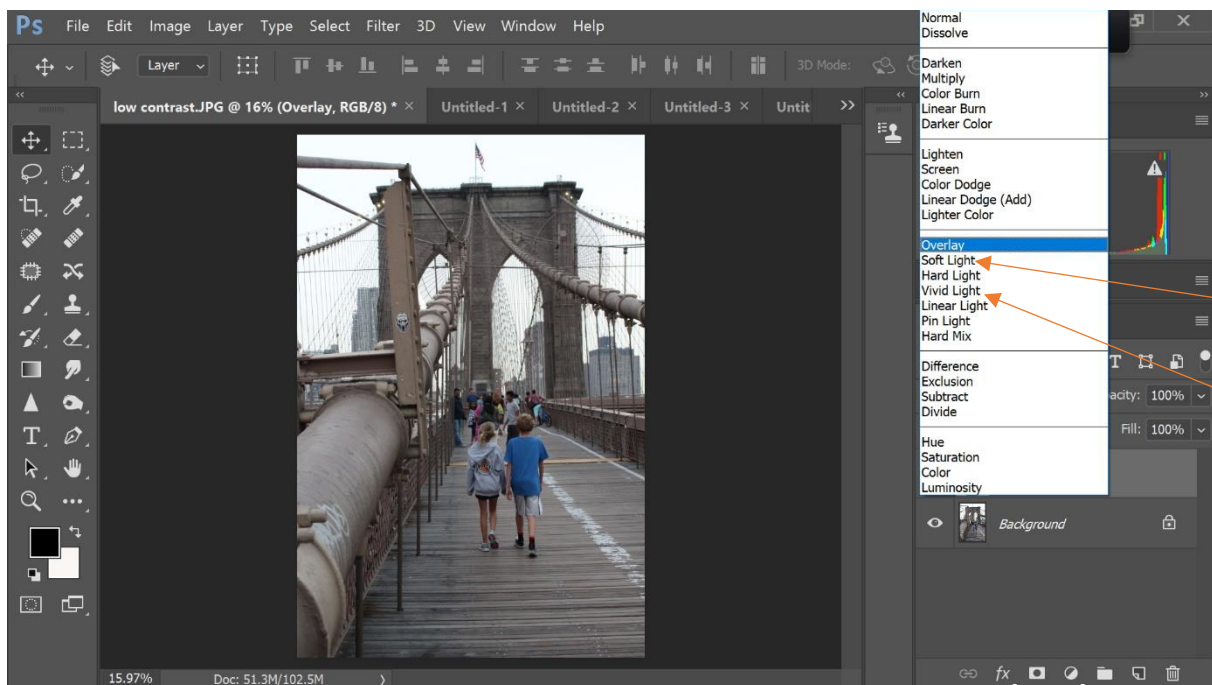 Ps File Edit Image Layer Type Select Filter 3D View Window Help
Layer
3D Mode:
low contrast.JPG @ 16% (Overlay, RGB/8) * × Untitled-1 × Untitled-2 × Untitled-3 × Untit
Normal
Dissolve
Darken
Multiply
Color Burn
Linear Burn
Darker Color
Lighten
Screen
Color Dodge
Linear Dodge (Add)
Lighter Color
Overlay
Soft Light
Hard Light
Vivid Light
Linear Light
Pin Light
Hard Mix
Difference
Exclusion
Subtract
Divide
Hue
Saturation
Color
Luminosity
acity: 100%
Fill: 100%
Background
fx
15.97% Doc: 51.3M/102.5M